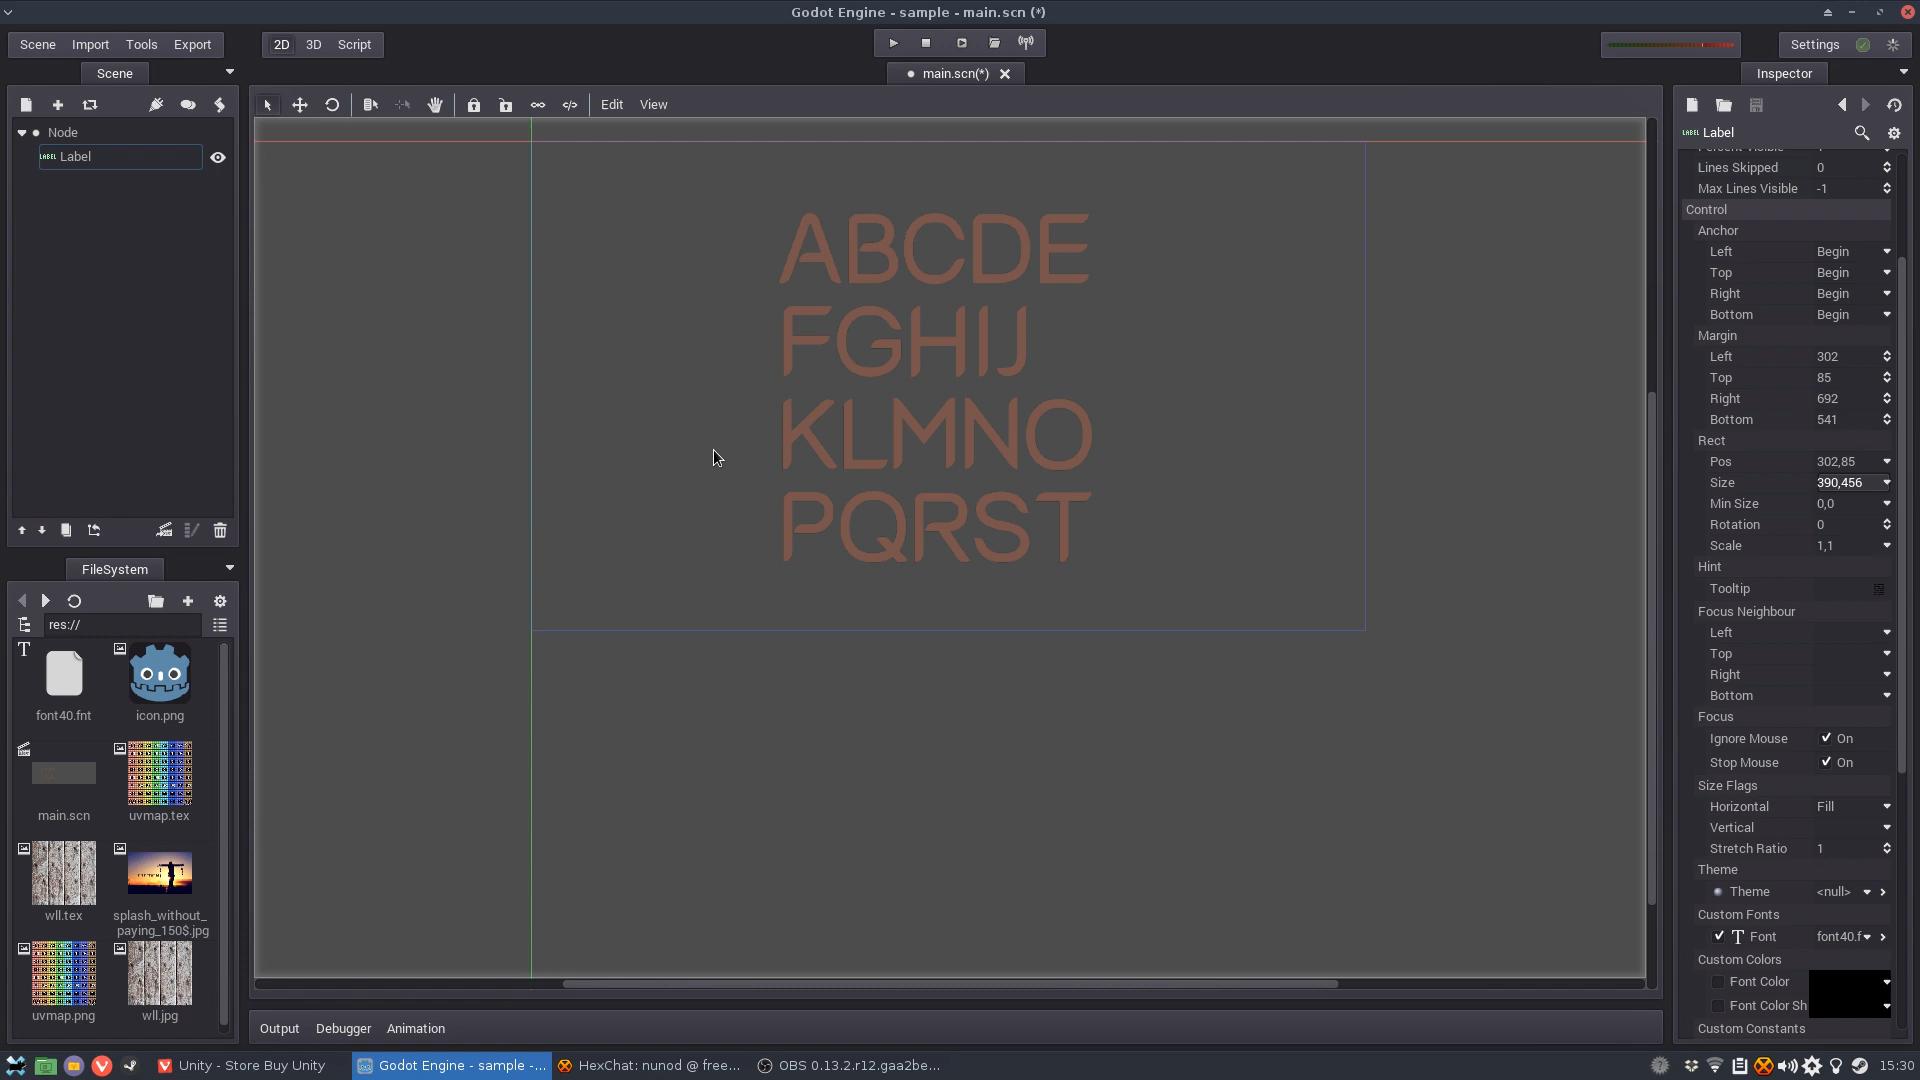 Godot Engine - sample - main.scn (*)
Scene Import Tools Export
2D 3D Script
Settings
Scene
main.scn(*)
Inspector
Edit View
Node
LABEL Label
LABEL Label
Lines Skipped 0
Max Lines Visible -1
Control
Anchor
Left Begin
Top Begin
Right Begin
Bottom Begin
Margin
Left 302
Top 85
Right 692
Bottom 541
Rect
Pos 302,85
Size 390,456
Min Size 0,0
Rotation 0
Scale 1,1
Hint
Tooltip
Focus Neighbour
Left
Top
Right
Bottom
Focus
Ignore Mouse On
Stop Mouse On
Size Flags
Horizontal Fill
Vertical
Stretch Ratio 1
Theme
Theme <null>
Custom Fonts
T Font font40.f
Custom Colors
Font Color
Font Color Sh
Custom Constants
ABCDE
FGHIJ
KLMNO
PQRST
FileSystem
res://
T
font40.fnt
icon.png
main.scn
uvmap.tex
wll.tex
splash_without_
paying_150$.jpg
uvmap.png
wll.jpg
Output Debugger Animation
Unity - Store Buy Unity
Godot Engine - sample -...
HexChat: nunod @ free...
OBS 0.13.2.r12.gaa2be...
15:30